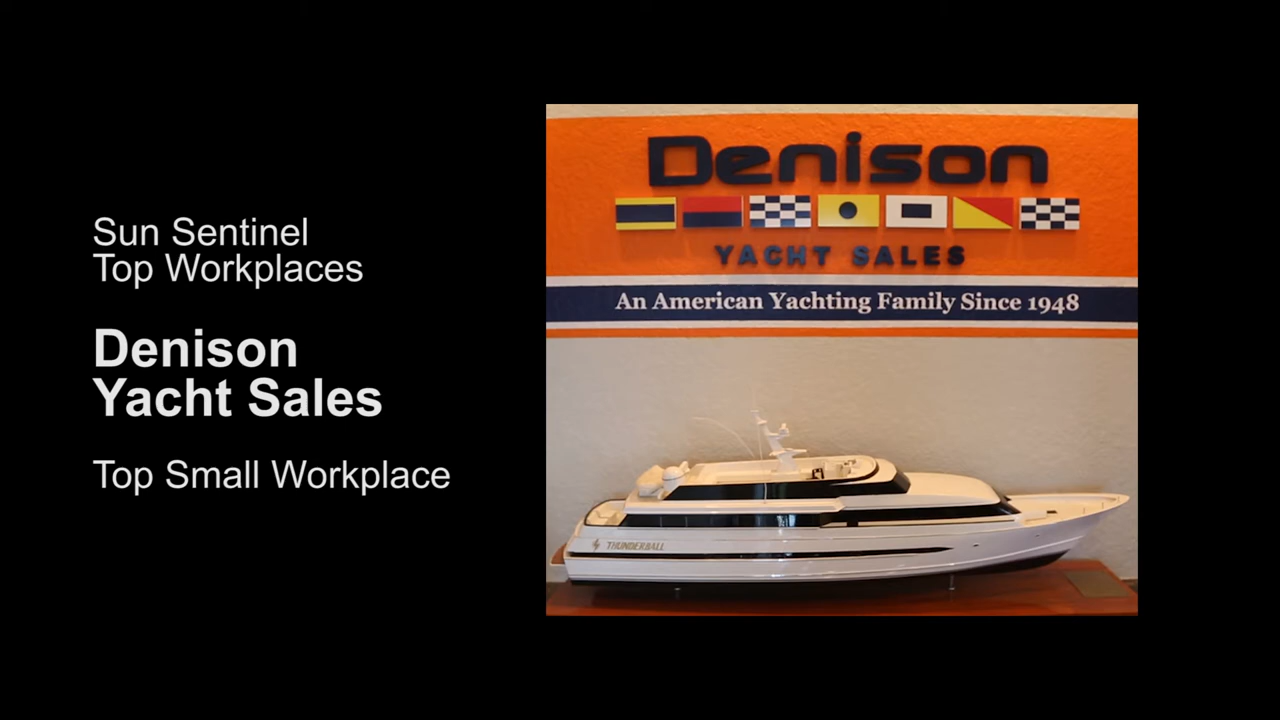 Sun Sentinel
Top Workplaces
Denison
Yacht Sales
Top Small Workplace
Denison
YACHT SALES
An American Yachting Family Since 1948
THUNDERBALL